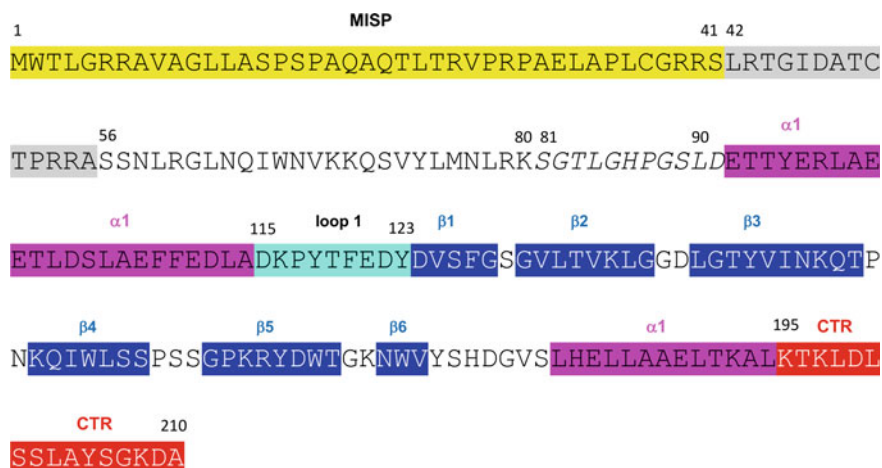 MISP
1 41 42
MWTLGRRAVAGLLASPSPAQAQTLTRVPRPAELAPLCGRRSLRTGIDATC
56 80 81 90 α1
TPRRASSNLRGLNQIWNVKKQSVYLMNLRKSGTLGHPGSLDETTYERLAE
α1 115 loop 1 123 β1 β2 β3
ETLDSLAEFFEDLADKPYTFEDYDVSFGSGVLTVKLGGDLGTYVINKQTP
β4 β5 β6 α1 195 CTR
NKQIWLSSPSSGPKRYDWTGKNWVYSHDGVSLHELLAAELTKALKTKLDL
CTR 210
SSLAYSGKDA